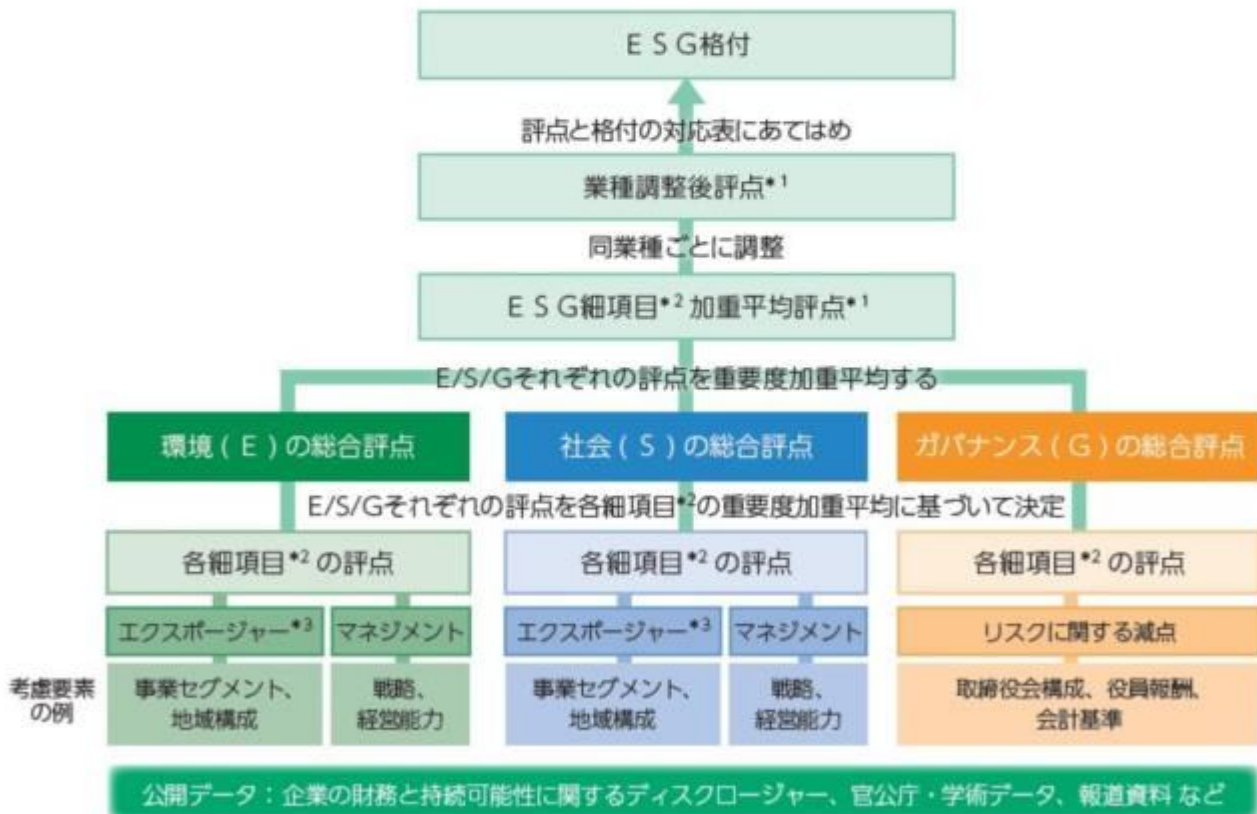 ESG格付
評点と格付の対応表にあてはめ
業種調整後評点*1
同業種ごとに調整
ESG細項目*2 加重平均評点*1
E/S/Gそれぞれの評点を重要度加重平均する
環境(E)の総合評点
社会(S)の総合評点
ガバナンス(G)の総合評点
E/S/Gそれぞれの評点を各細項目*2の重要度加重平均に基づいて決定
各細項目*2 の評点
各細項目*2 の評点
各細項目*2 の評点
エクスポージャー*3
マネジメント
エクスポージャー*3
マネジメント
リスクに関する減点
考慮要素
の例
事業セグメント、
地域構成
戦略、
経営能力
事業セグメント、
地域構成
戦略、
経営能力
取締役会構成、役員報酬、
会計基準
公開データ:企業の財務と持続可能性に関するディスクロージャー、官公庁・学術データ、報道資料 など